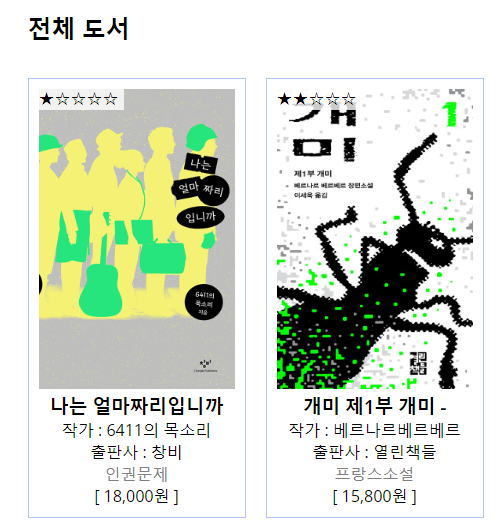 전체 도서
★☆☆☆☆
나는
얼마 짜리
입니까
6411의
목소리
지음
창비
★★☆☆☆
개미
1
제1부 개미
베르나르 베르베르 장편소설
이세욱 옮김
열린책들
나는 얼마짜리입니까
작가 : 6411의 목소리
출판사 : 창비
인권문제
[ 18,000원 ]
개미 제1부 개미 -
작가 : 베르나르베르베르
출판사 : 열린책들
프랑스소설
[ 15,800원 ]